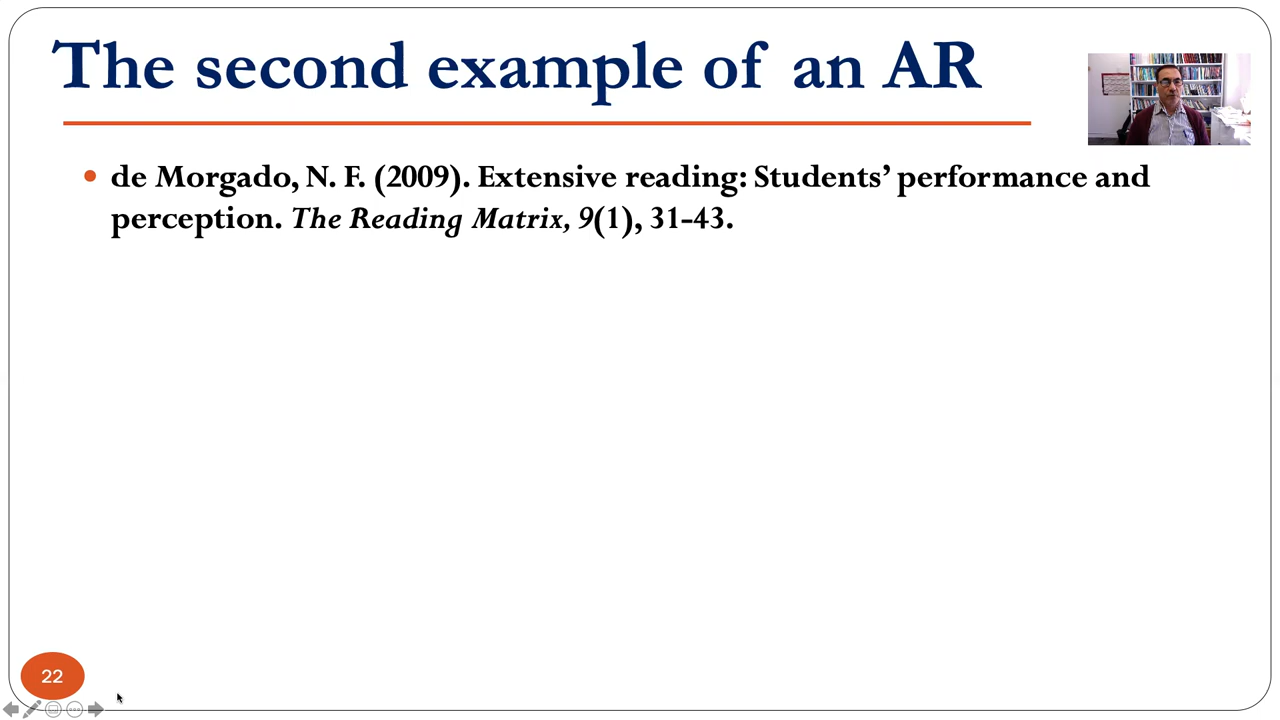 The second example of an AR
de Morgado, N. F. (2009). Extensive reading: Students’ performance and
perception. The Reading Matrix, 9(1), 31-43.
22